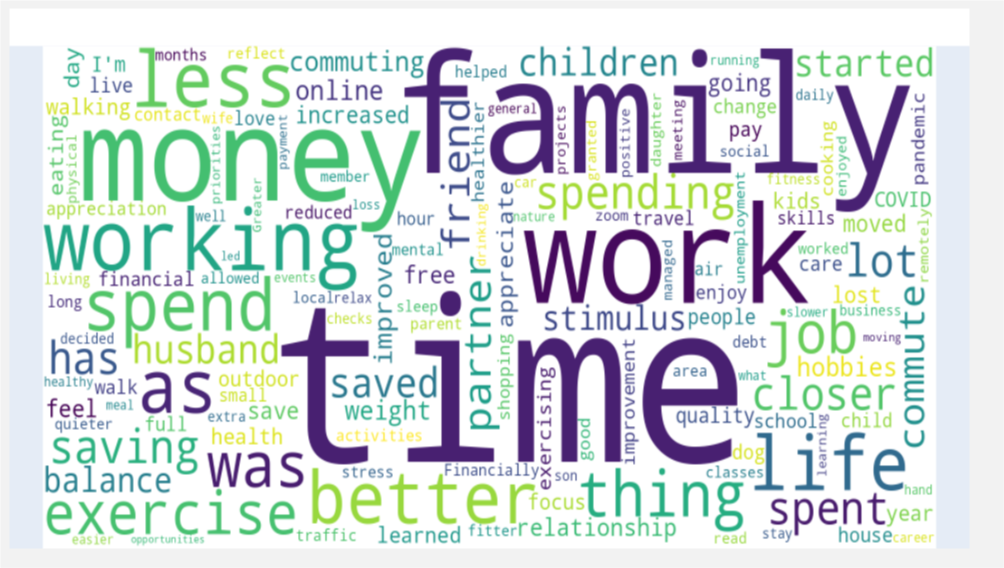 day
I'm
months
reflect
commuting
family
helped
children
running
started
live
less
online
going
daily
walking
contact
wife
love
increased
friend
general
change
money
eating
physical
priorities
payment
healthier
projects
granted
positive
daughter
meeting
pay
social
cooking
enjoyed
pandemic
member
car
spending
fitness
kids
COVID
appreciation
well
Greater
reduced
loss
hour
drinking
appreciate
nature
zoom
travel
unemployment
skills
moved
remotely
working
led
improved
mental
work
managed
worked
care
lot
living
financial
allowed
events
free
air
enjoy
long
spend
local
relax
sleep
partner
stimulus
people
lost
slower
business
commute
checks
parent
time
job
moving
decided
has
husband
shopping
debt
hobbies
healthy
walk
as
outdoor
saved
exercising
improvement
area
what
closer
feel
meal
small
extra
save
weight
quality
school
learning
child
quieter
full
saving
health
activities
good
dog
life
balance
was
stress
Financially
son
classes
exercise
better
focus
thing
spent
hand
year
easier
opportunities
traffic
learned
fitter
relationship
read
stay
house
career